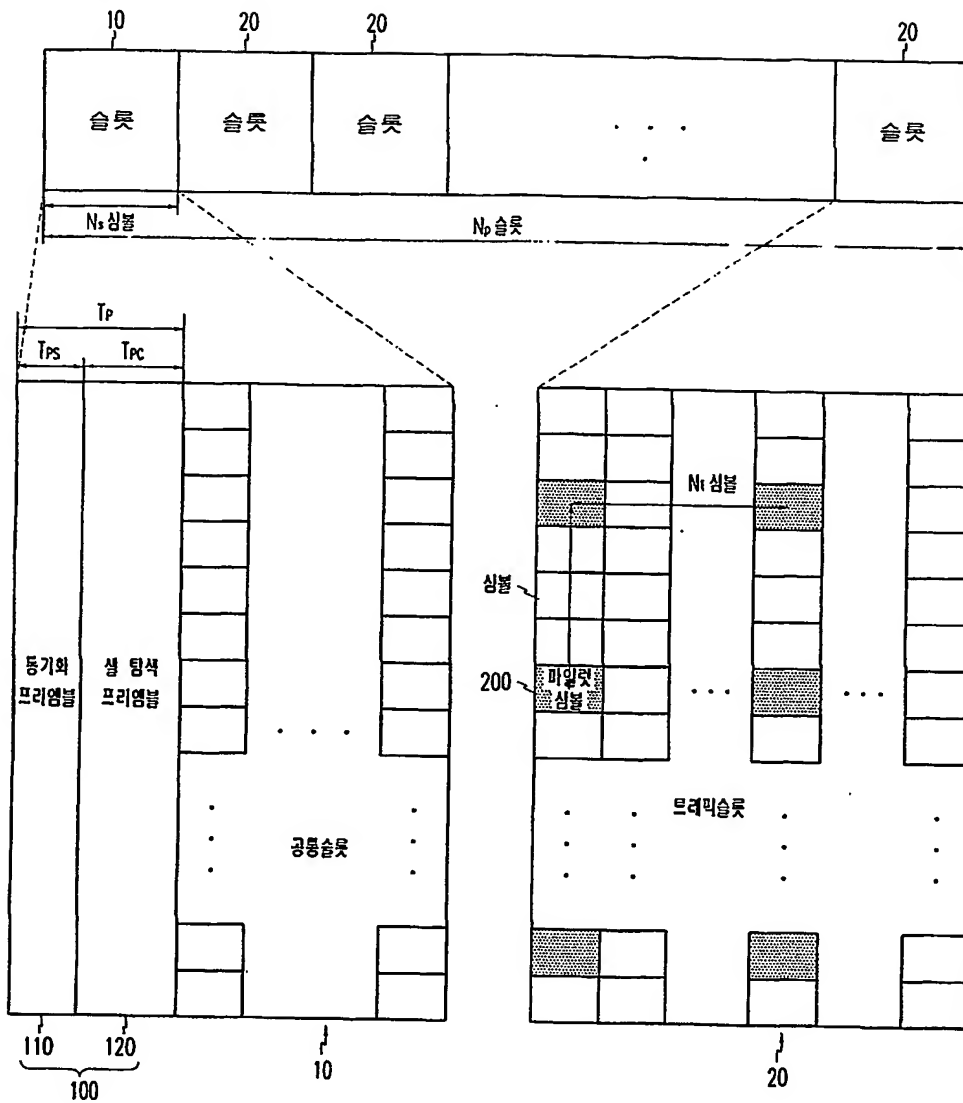 10
20
20
20
슬롯
슬롯
슬롯
. . .
슬롯
Ns 심볼
Np 슬롯
TP
TPS
TPC
Nt 심볼
심볼
동기화
프리앰블
셀 탐색
프리앰블
200
파일럿
심볼
. . .
. . .
. . .
공통슬롯
트래픽슬롯
110
120
100
10
20